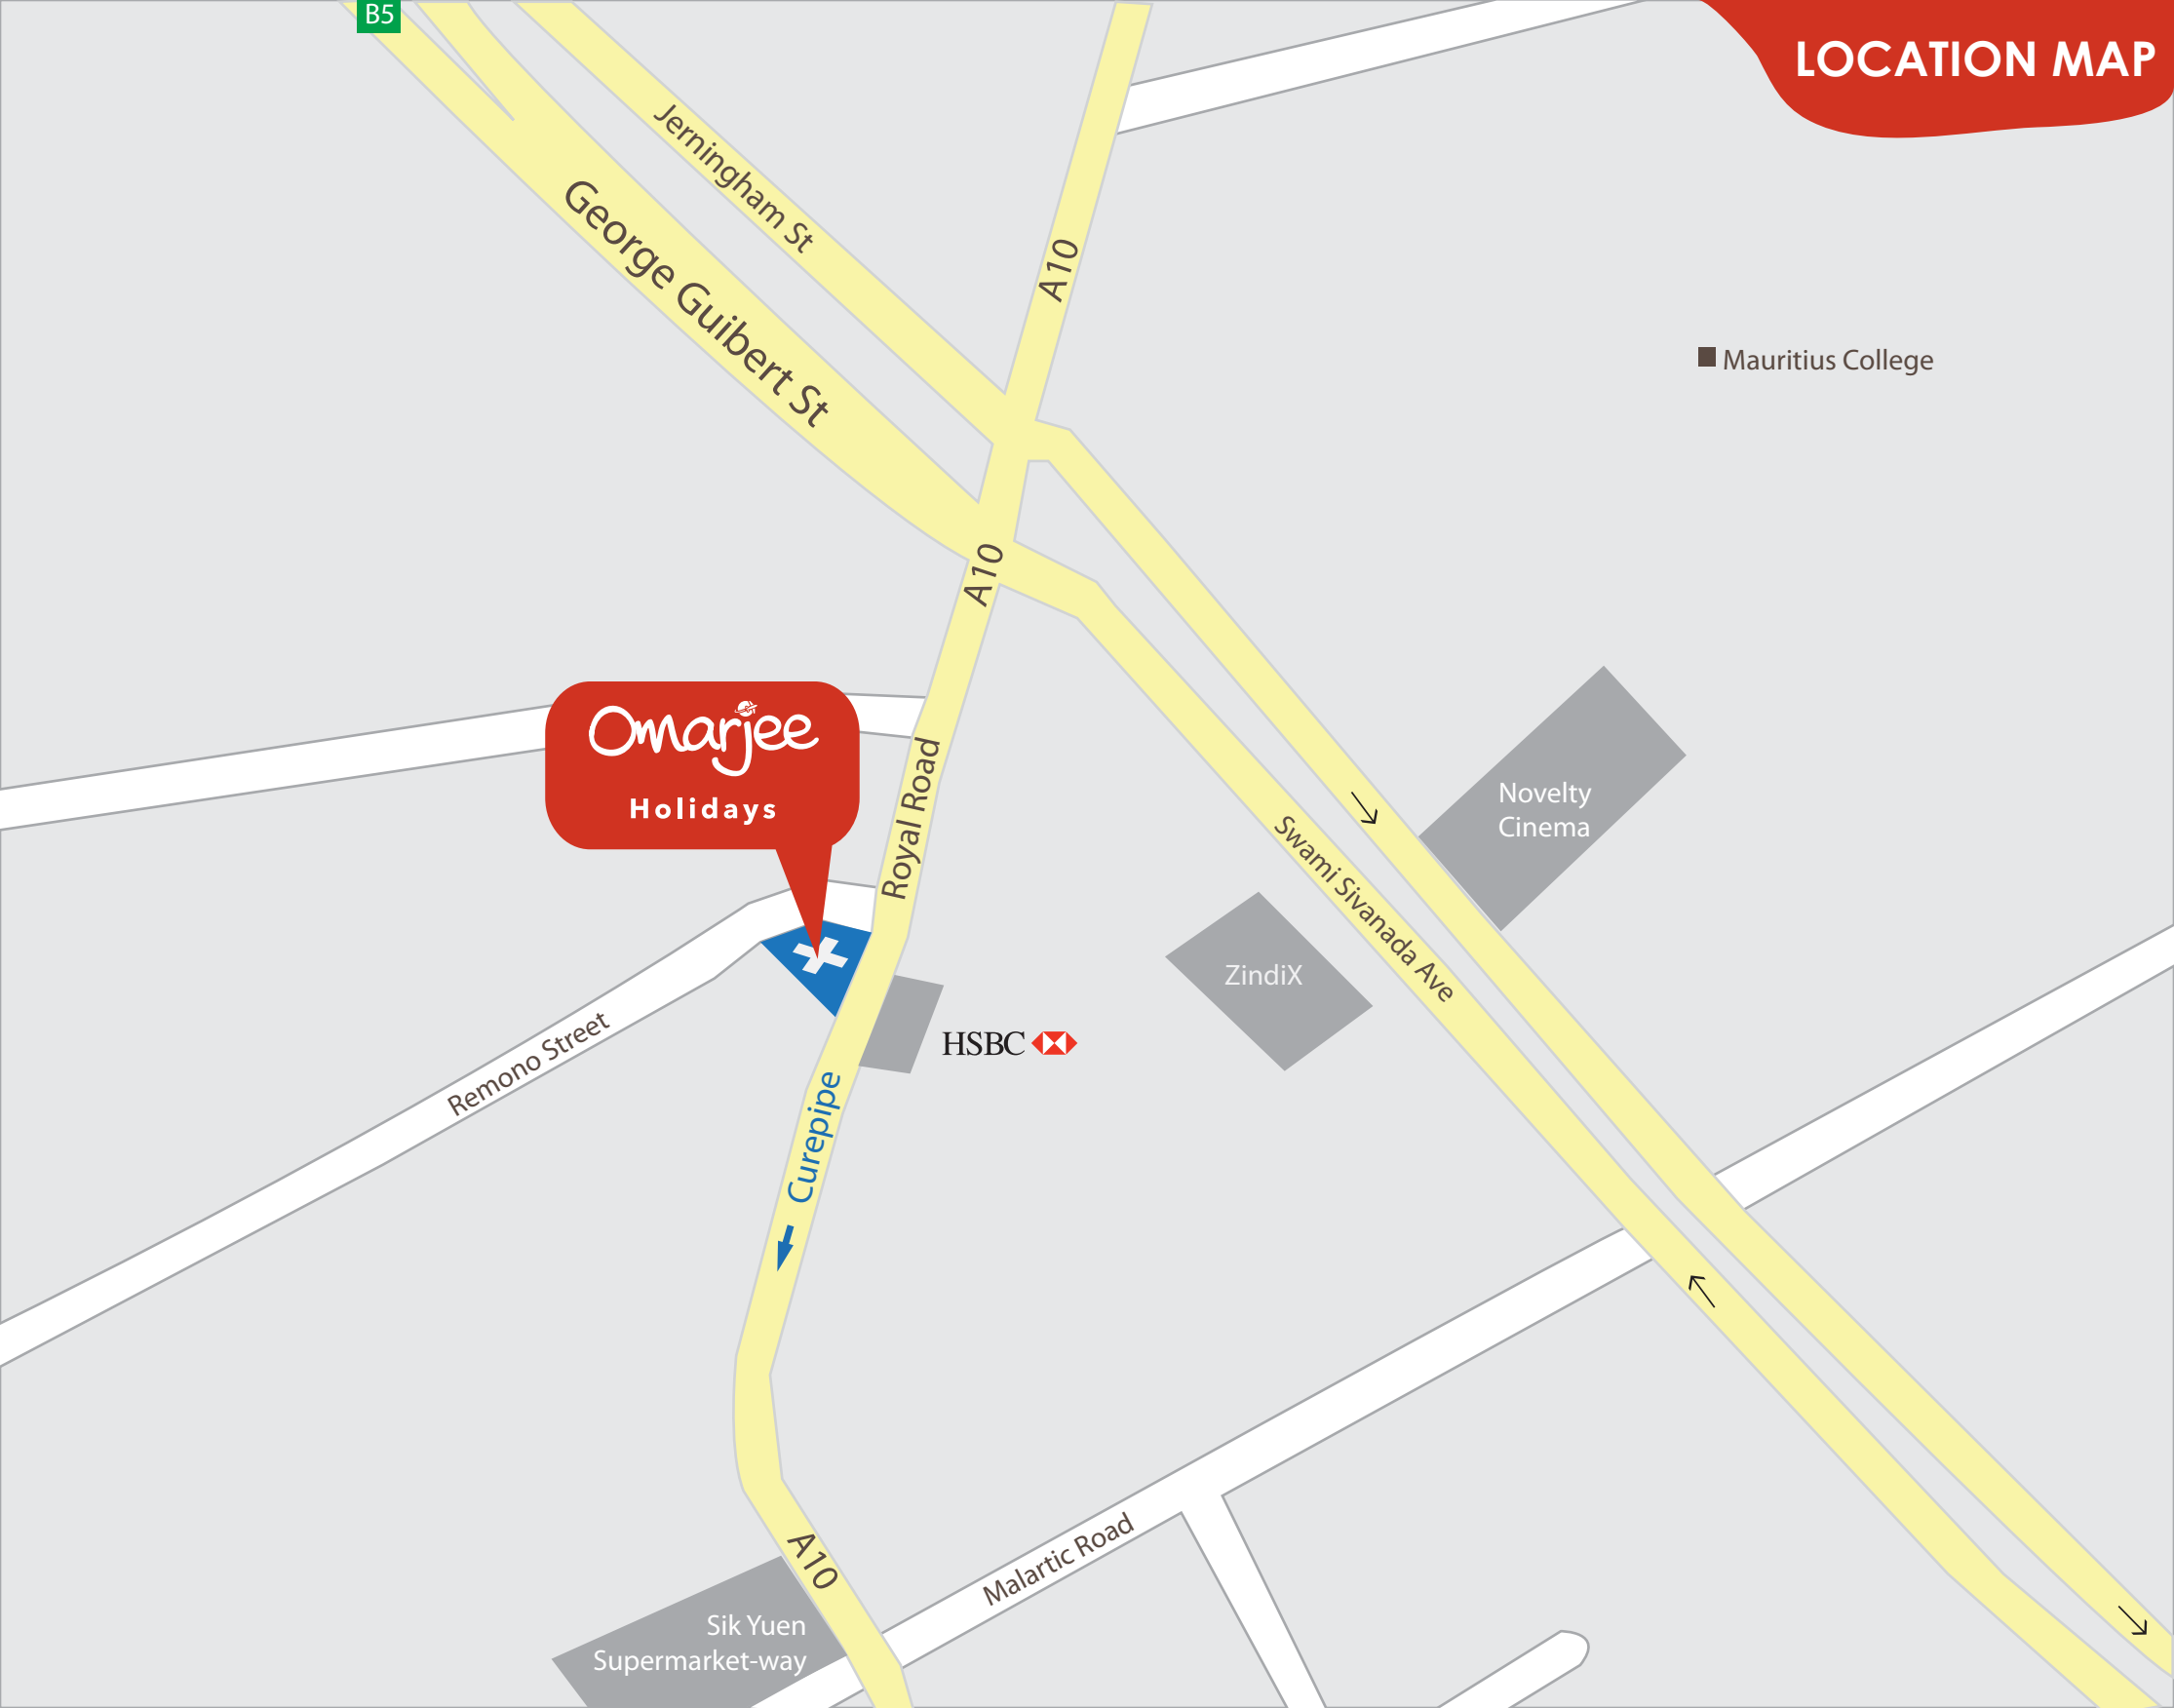 B5
LOCATION MAP
Jerningham St
George Guibert St
A10
Mauritius College
A10
Omarjee
Holidays
Royal Road
Novelty
Cinema
Swami Sivanada Ave
ZindiX
Remono Street
HSBC
Curepipe
A10
Malartic Road
Sik Yuen
Supermarket-way